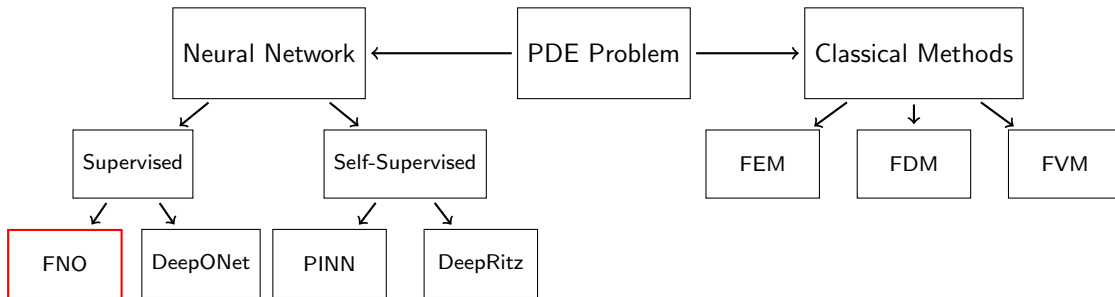 Neural Network
PDE Problem
Classical Methods
Supervised
Self-Supervised
FEM
FDM
FVM
FNO
DeepONet
PINN
DeepRitz